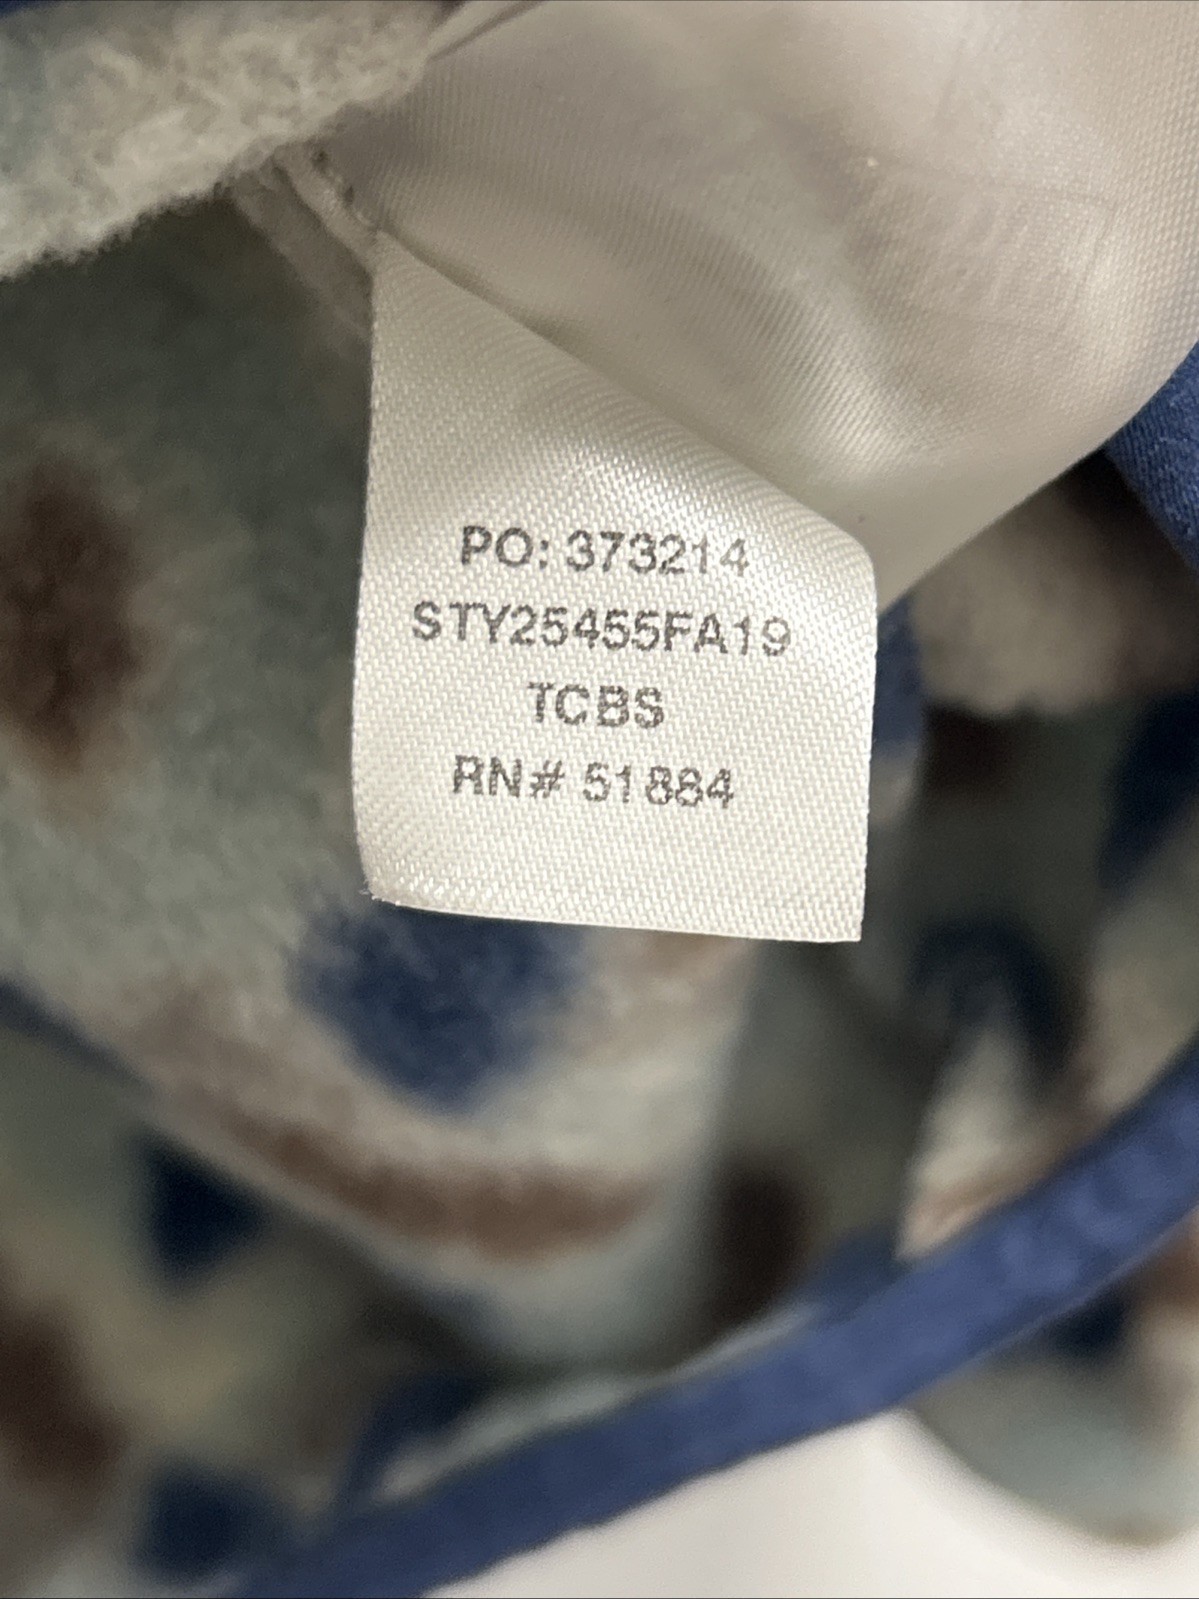 PO: 373214
STY25455FA19
TCBS
RN# 51884